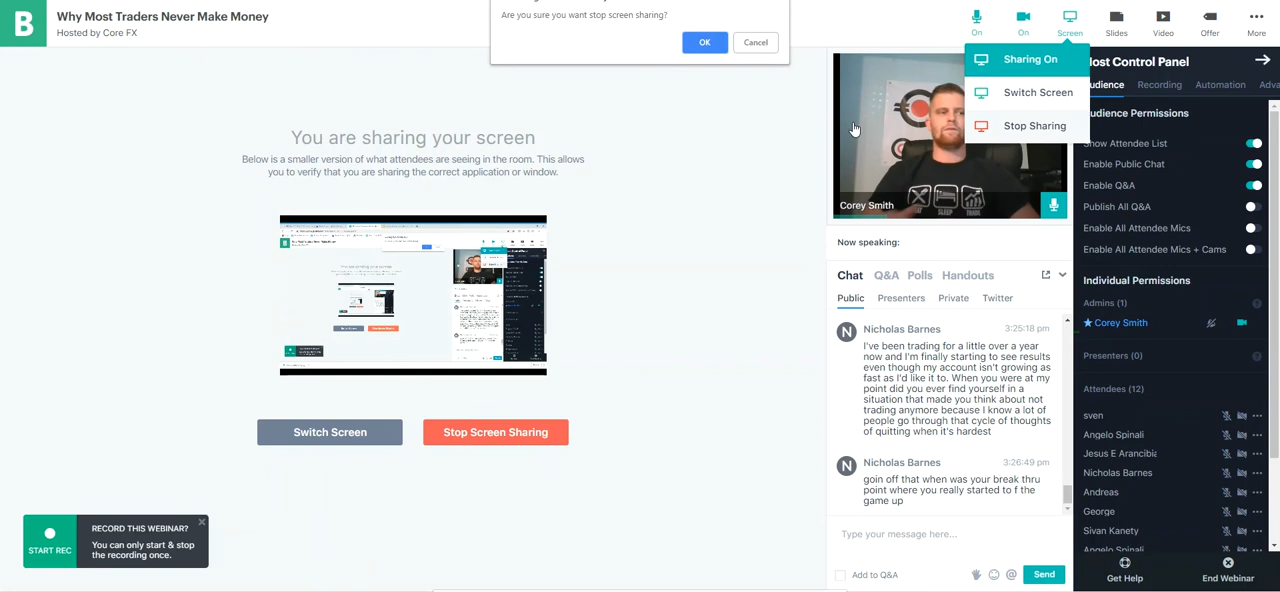 B
Why Most Traders Never Make Money
Hosted by Core FX
Are you sure you want stop screen sharing?
OK
Cancel
On
On
Screen
Slides
Video
Offer
More
Sharing On
Switch Screen
Stop Sharing
You are sharing your screen
Below is a smaller version of what attendees are seeing in the room. This allows
you to verify that you are sharing the correct application or window.
Switch Screen
Stop Screen Sharing
START REC
RECORD THIS WEBINAR?
You can only start & stop
the recording once.
SLEEP TRADE
Corey Smith
Now speaking:
Chat Q&A Polls Handouts
Public Presenters Private Twitter
N
Nicholas Barnes 3:25:18 pm
I've been trading for a little over a year
now and I'm finally starting to see results
even though my account isn't growing as
fast as I'd like it to. When you were at my
point did you ever find yourself in a
situation that made you think about not
trading anymore because I know a lot of
people go through that cycle of thoughts
of quitting when it's hardest
N
Nicholas Barnes 3:26:49 pm
goin off that when was your break thru
point where you really started to f the
game up
Type your message here...
Add to Q&A
@
Send
Host Control Panel
Audience Recording Automation Adva
Audience Permissions
Show Attendee List
Enable Public Chat
Enable Q&A
Publish All Q&A
Enable All Attendee Mics
Enable All Attendee Mics + Cams
Individual Permissions
Admins (1)
Corey Smith
Presenters (0)
Attendees (12)
sven
Angelo Spinali
Jesus E Arancibia
Nicholas Barnes
Andreas
George
Sivan Kanety
Angelo Spinali
Get Help
End Webinar